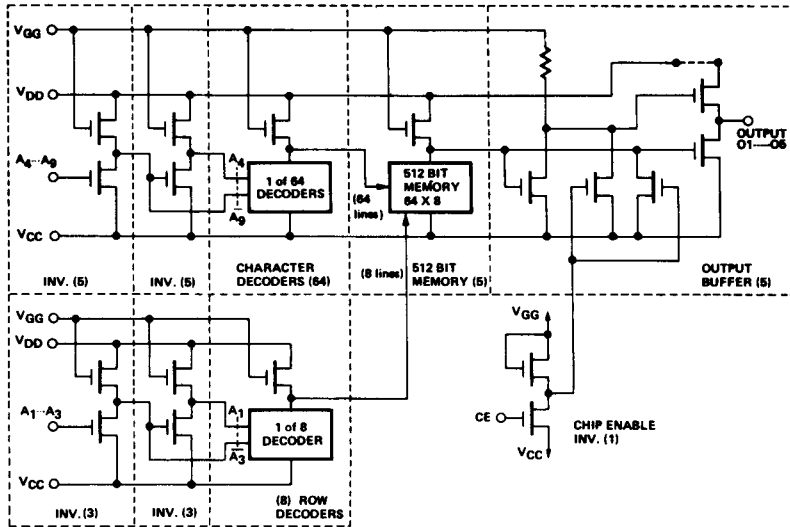 VGG
VDD
A4---A9
VCC
A4
A9
1 of 64
DECODERS
(64
lines)
512 BIT
MEMORY
64 X 8
OUTPUT
O1----O5
INV. (5)
INV. (5)
CHARACTER
DECODERS (64)
(8 lines)
512 BIT
MEMORY (5)
OUTPUT
BUFFER (5)
VGG
VDD
A1---A3
VCC
A1
A3
1 of 8
DECODER
INV. (3)
INV. (3)
(8) ROW
DECODERS
VGG
CE
VCC
CHIP ENABLE
INV. (1)